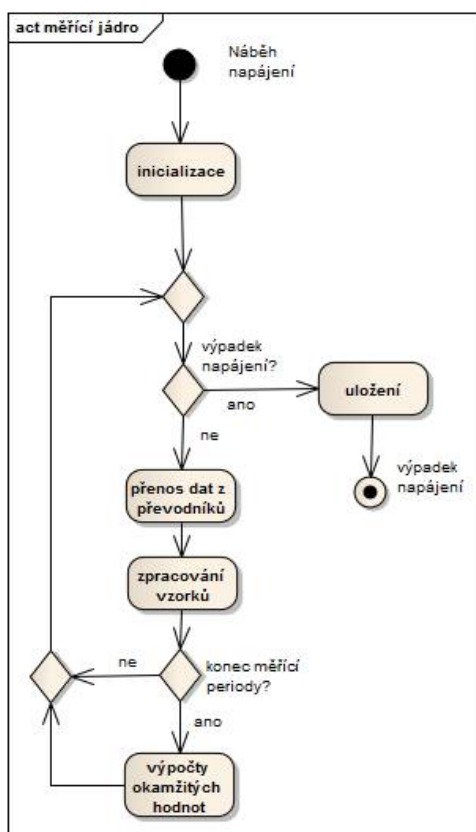 act měřící jádro
Náběh
napájení
inicializace
výpadek
napájení?
ano
uložení
ne
výpadek
napájení
přenos dat z
převodníků
zpracování
vzorků
ne
konec měřící
periody?
ano
výpočty
okamžitých
hodnot